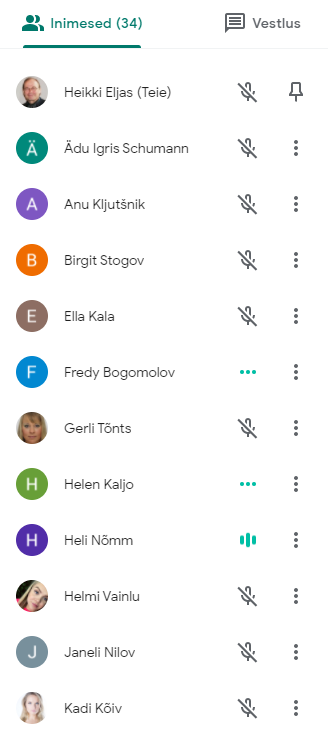 Inimesed (34) Vestlus
Heikki Eljas (Teie)
Ä Ädu Igris Schumann
A Anu Kljutšnik
B Birgit Stogov
E Ella Kala
F Fredy Bogomolov
Gerli Tõnts
H Helen Kaljo
H Heli Nõmm
Helmi Vainlu
J Janeli Nilov
Kadi Kõiv